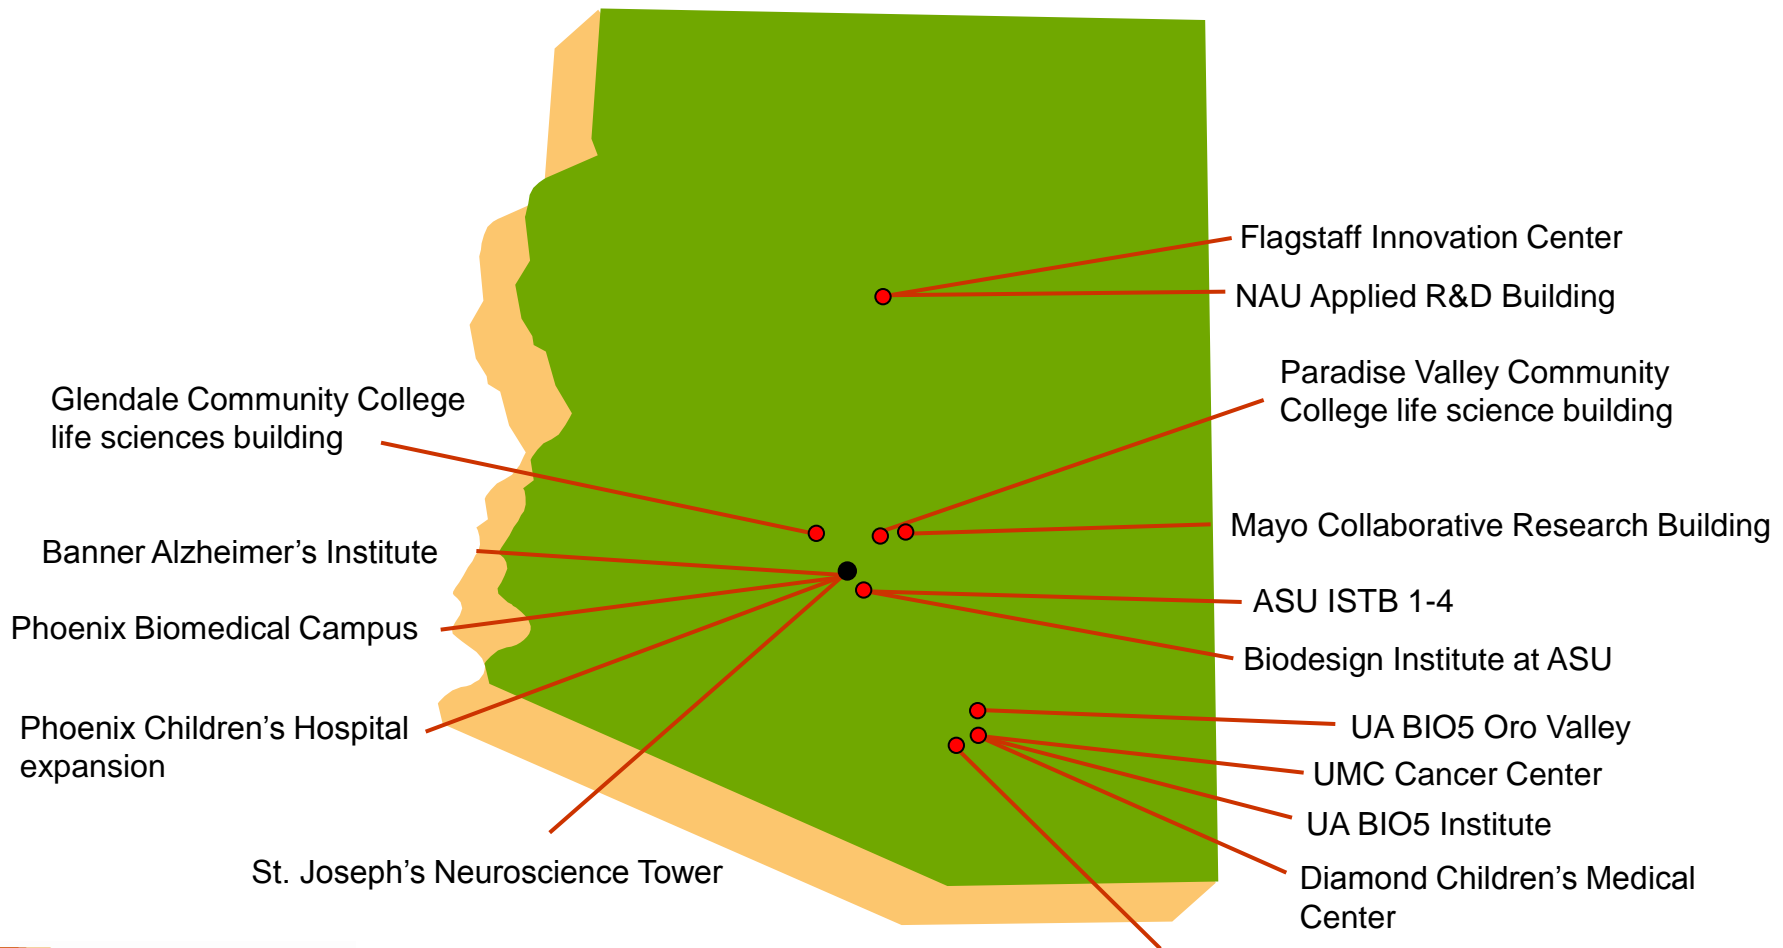 Flagstaff Innovation Center
NAU Applied R&D Building
Paradise Valley Community
College life science building
Glendale Community College
life sciences building
Mayo Collaborative Research Building
Banner Alzheimer’s Institute
ASU ISTB 1-4
Phoenix Biomedical Campus
Biodesign Institute at ASU
Phoenix Children’s Hospital
expansion
UA BIO5 Oro Valley
UMC Cancer Center
UA BIO5 Institute
St. Joseph’s Neuroscience Tower
Diamond Children’s Medical
Center